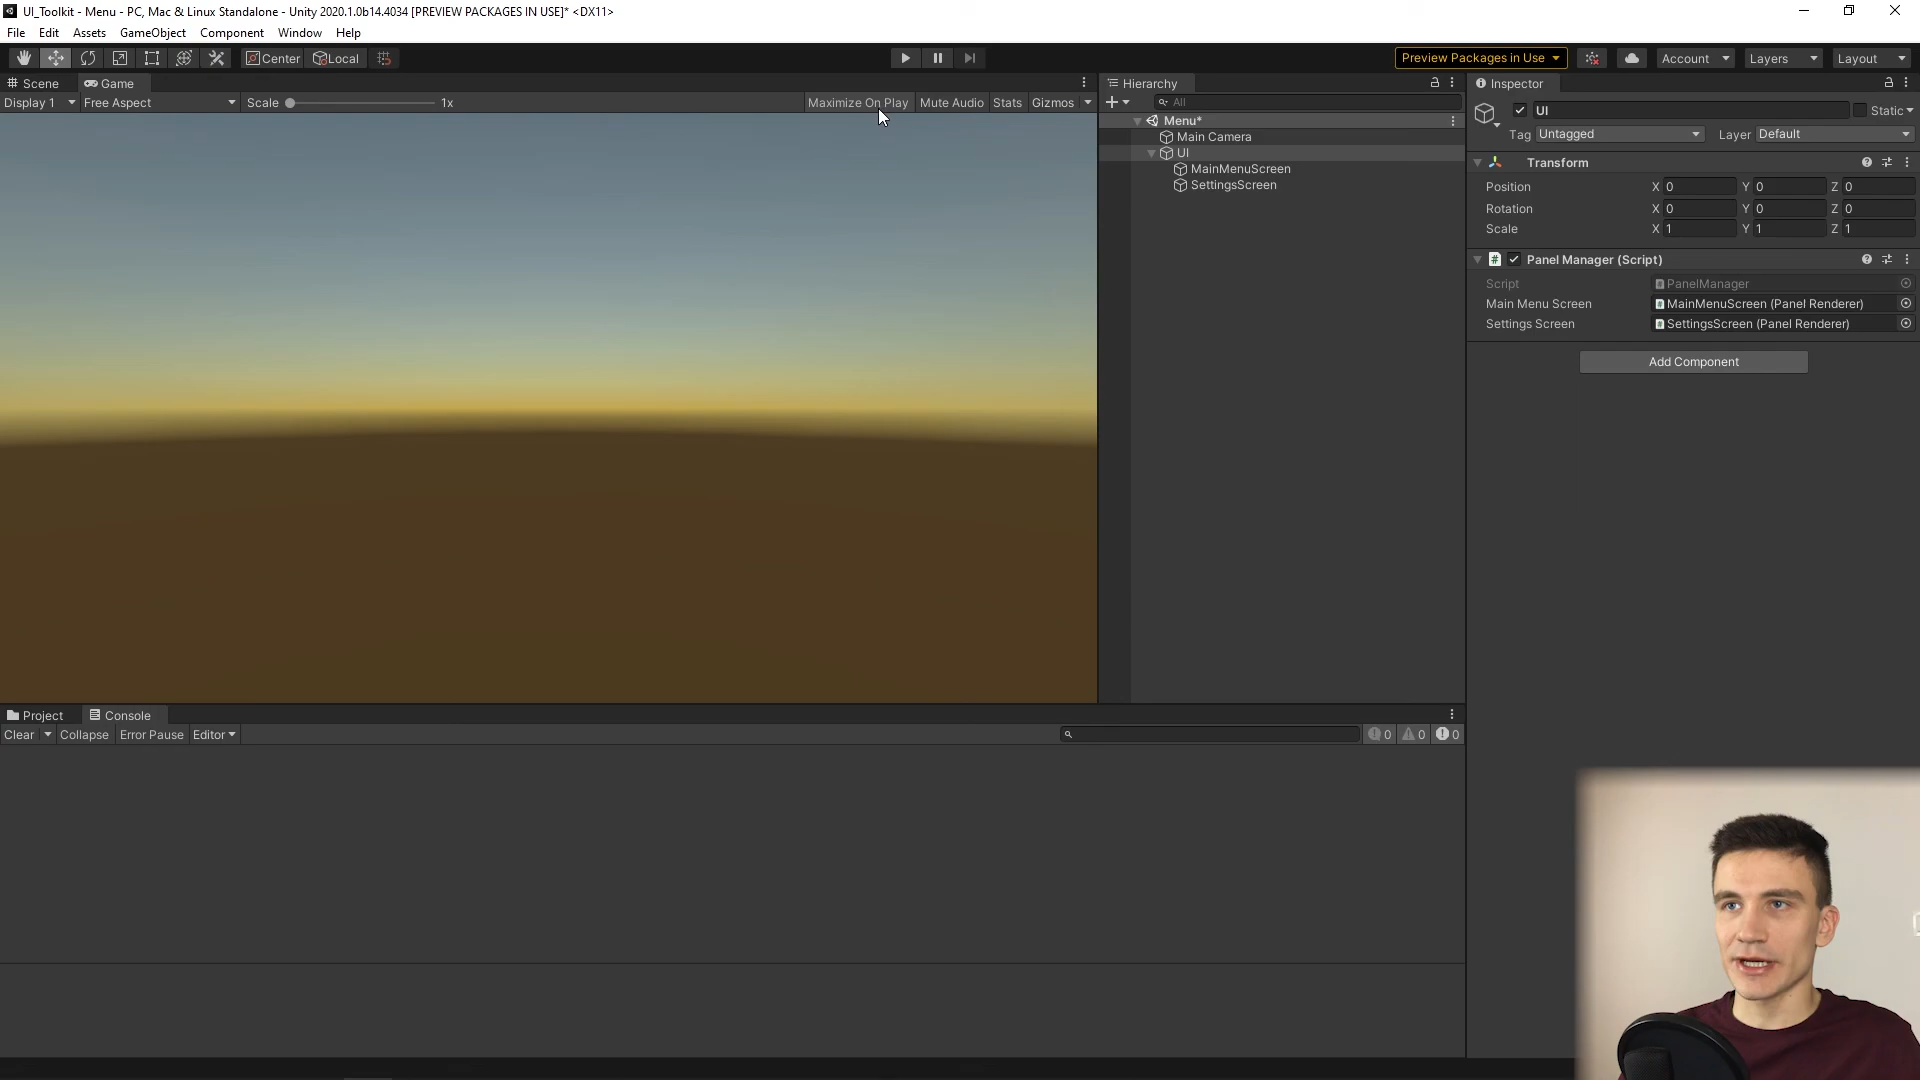 UI_Toolkit - Menu - PC, Mac & Linux Standalone - Unity 2020.1.0b14.4034 [PREVIEW PACKAGES IN USE]* <DX11>
File Edit Assets GameObject Component Window Help
Center Local Preview Packages in Use Account Layers Layout
Scene Game
Display 1 Free Aspect Scale 1x Maximize On Play Mute Audio Stats Gizmos
Hierarchy
All
Menu*
Main Camera
UI
MainMenuScreen
SettingsScreen
Inspector
UI Static
Tag Untagged Layer Default
Transform
Position X 0 Y 0 Z 0
Rotation X 0 Y 0 Z 0
Scale X 1 Y 1 Z 1
# Panel Manager (Script)
Script PanelManager
Main Menu Screen MainMenuScreen (Panel Renderer)
Settings Screen SettingsScreen (Panel Renderer)
Add Component
Project Console
Clear Collapse Error Pause Editor 0 0 0